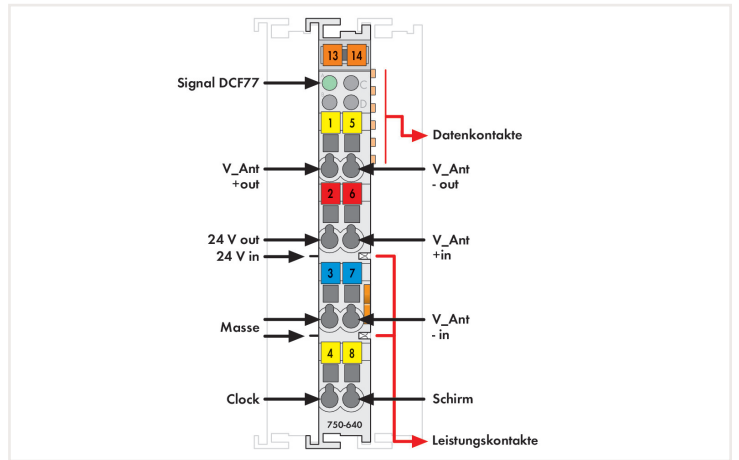 13 14
Signal DCF77
C
D
1 5
Datenkontakte
V_Ant
+out
V_Ant
- out
2 6
24 V out
24 V in
V_Ant
+in
3 7
Masse
V_Ant
- in
4 8
Clock
Schirm
750-640
Leistungskontakte